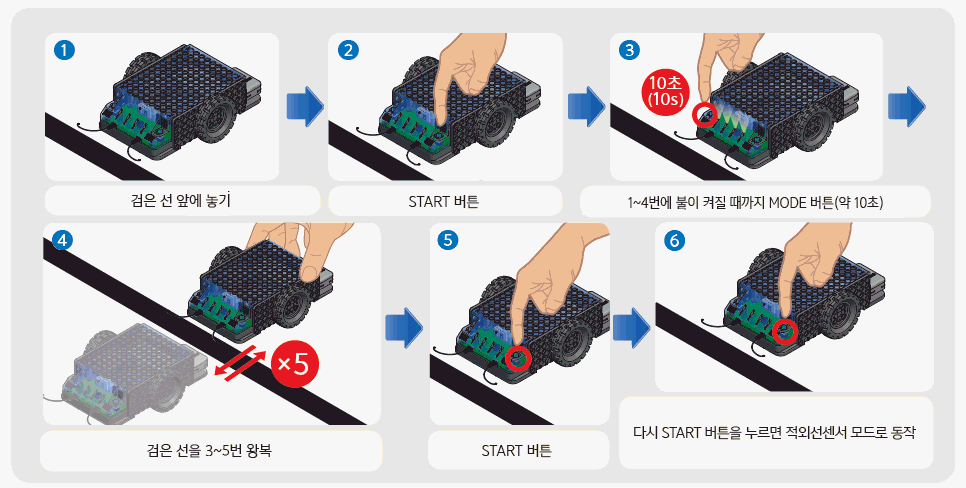 1
2
3
10초
(10s)
검은 선 앞에 놓기
START 버튼
1~4번에 불이 켜질 때까지 MODE 버튼(약 10초)
4
×5
5
6
검은 선을 3~5번 왕복
START 버튼
다시 START 버튼을 누르면 적외선센서 모드로 동작